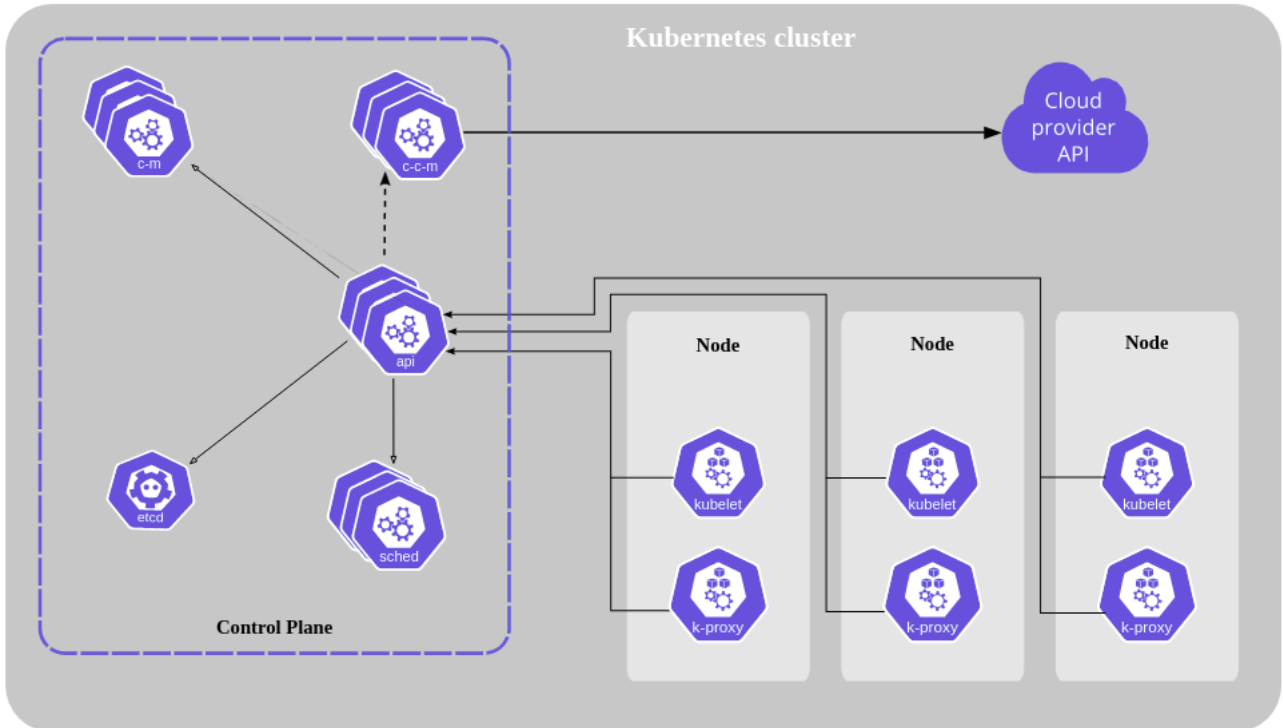 Kubernetes cluster
c-m
c-c-m
Cloud
provider
API
api
etcd
sched
Control Plane
Node
kubelet
k-proxy
Node
kubelet
k-proxy
Node
kubelet
k-proxy